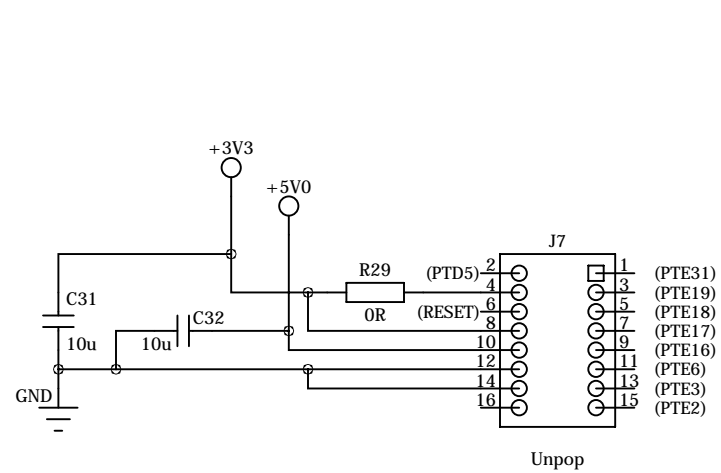 +3V3
+5V0
J7
R29
(PTD5) 2 1 (PTE31)
4 3 (PTE19)
C31
0R (RESET) 6 5 (PTE18)
C32
8 7 (PTE17)
10u 10u 10 9 (PTE16)
12 11 (PTE6)
GND 14 13 (PTE3)
16 15 (PTE2)
Unpop